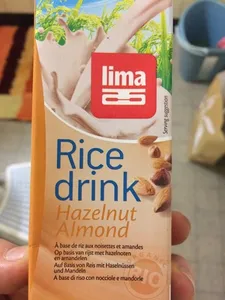 lima
Serving suggestion
Rice
drink
Hazelnut
Almond
À base de riz aux noisettes et amandes
Op basis van rijst met hazelnoten
en amandelen
Auf Basis von Reis mit Haselnüssen
und Mandeln
A base di riso con nocciole e mandorle